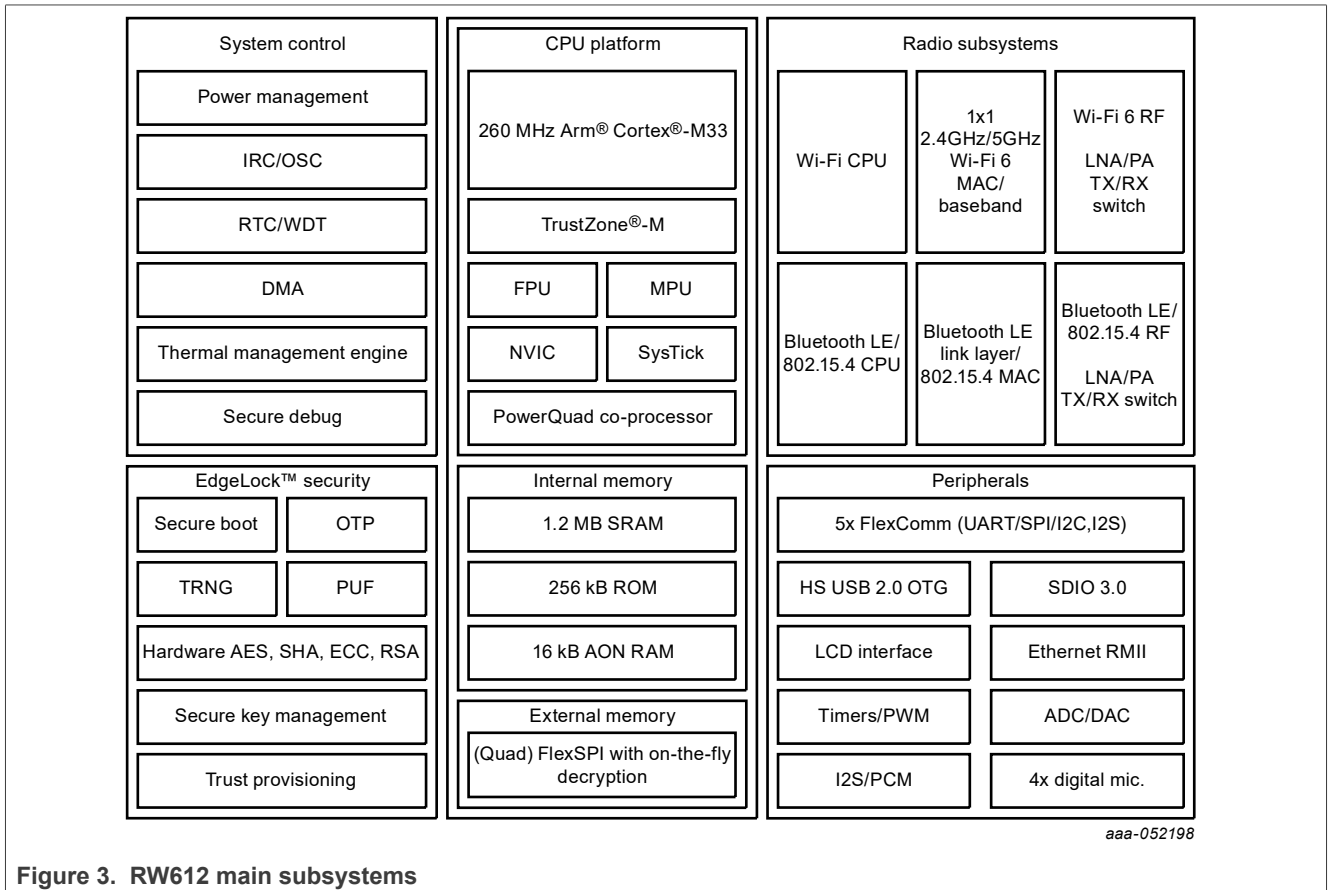 System control
Power management
IRC/OSC
RTC/WDT
DMA
Thermal management engine
Secure debug
EdgeLock™ security
Secure boot
OTP
TRNG
PUF
Hardware AES, SHA, ECC, RSA
Secure key management
Trust provisioning
CPU platform
260 MHz Arm® Cortex®-M33
TrustZone®-M
FPU
MPU
NVIC
SysTick
PowerQuad co-processor
Internal memory
1.2 MB SRAM
256 kB ROM
16 kB AON RAM
External memory
(Quad) FlexSPI with on-the-fly
decryption
Radio subsystems
Wi-Fi CPU
1x1
2.4GHz/5GHz
Wi-Fi 6
MAC/
baseband
Wi-Fi 6 RF
LNA/PA
TX/RX
switch
Bluetooth LE/
802.15.4 CPU
Bluetooth LE
link layer/
802.15.4 MAC
Bluetooth LE/
802.15.4 RF
LNA/PA
TX/RX switch
Peripherals
5x FlexComm (UART/SPI/I2C,I2S)
HS USB 2.0 OTG
SDIO 3.0
LCD interface
Ethernet RMII
Timers/PWM
ADC/DAC
I2S/PCM
4x digital mic.
aaa-052198
Figure 3. RW612 main subsystems